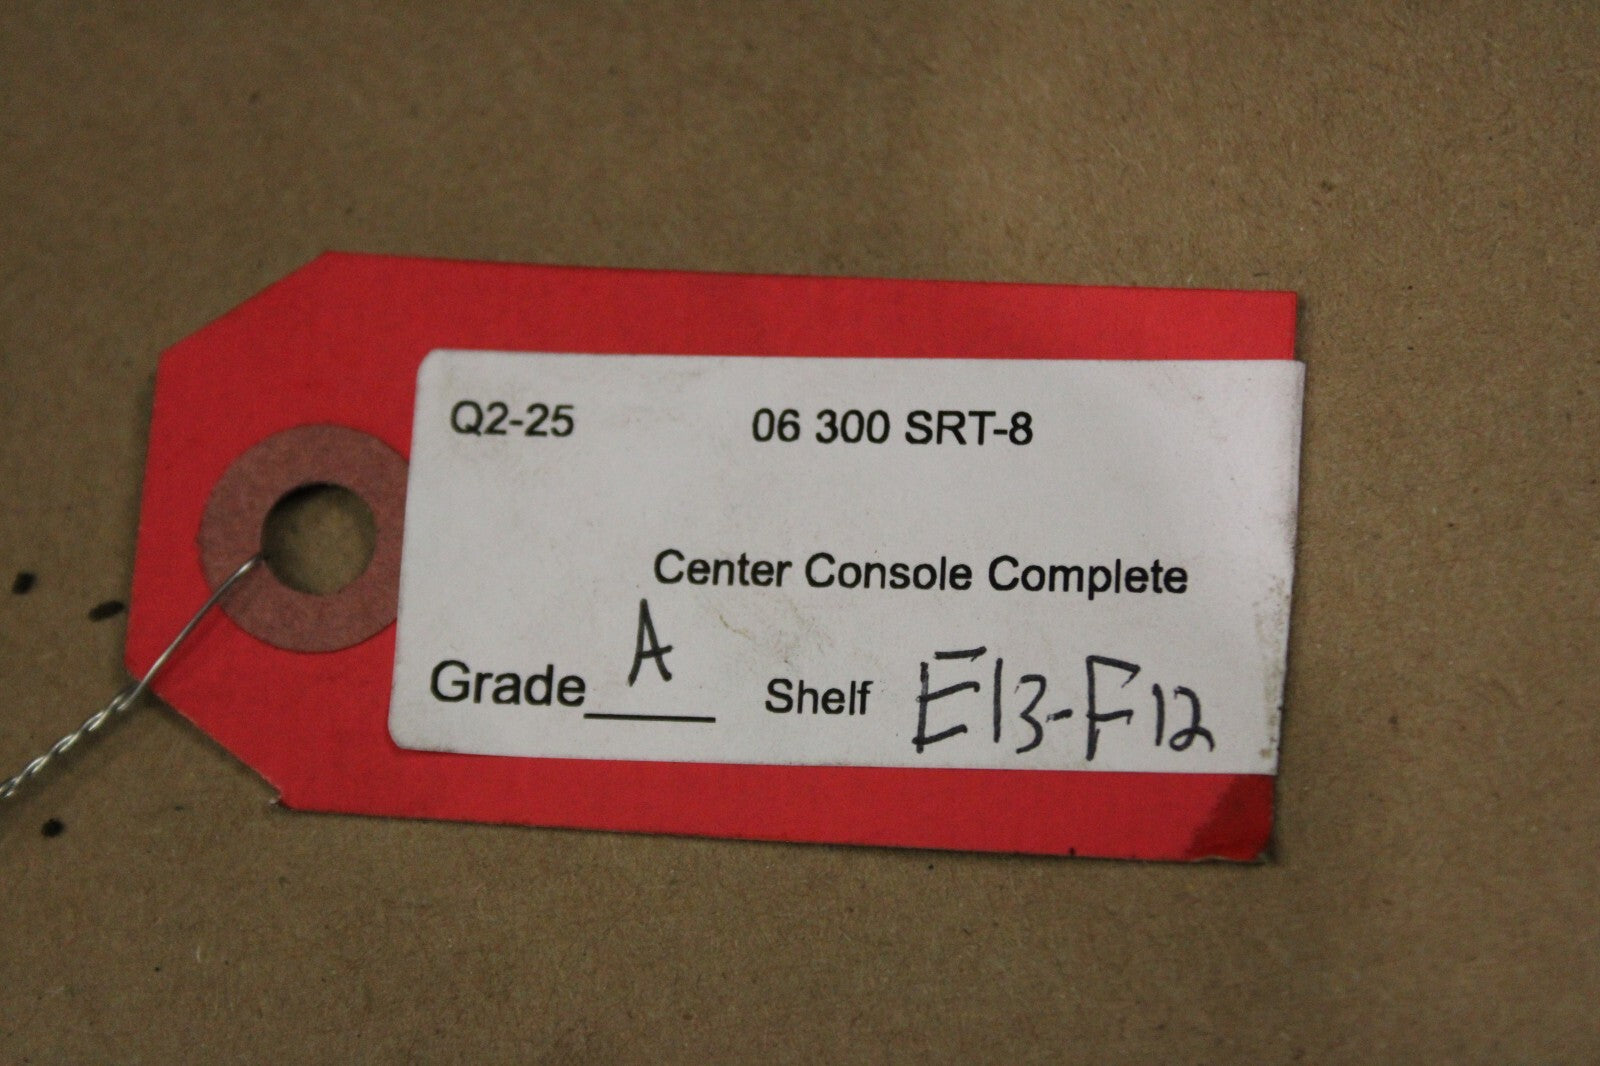 Q2-25 06 300 SRT-8
Center Console Complete
Grade A Shelf E13-F12